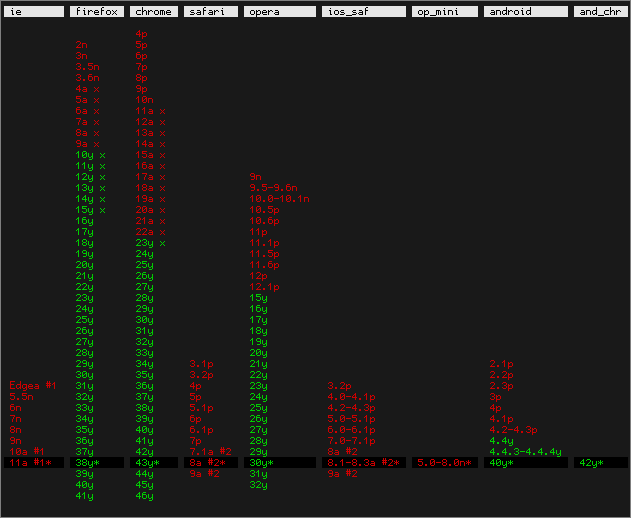 ie firefox chrome safari opera ios_saf op_mini android and_chr
4p
2n 5p
3n 6p
3.5n 7p
3.6n 8p
4a x 9p
5a x 10n
6a x 11a x
7a x 12a x
8a x 13a x
9a x 14a x
10y x 15a x
11y x 16a x
12y x 17a x 9n
13y x 18a x 9.5-9.6n
14y x 19a x 10.0-10.1n
15y x 20a x 10.5p
16y 21a x 10.6p
17y 22a x 11p
18y 23y x 11.1p
19y 24y 11.5p
20y 25y 11.6p
21y 26y 12p
22y 27y 12.1p
23y 28y 15y
24y 29y 16y
25y 30y 17y
26y 31y 18y
27y 32y 19y
28y 33y 20y
29y 34y 3.1p 21y 2.1p
30y 35y 3.2p 22y 2.2p
Edgea #1 31y 36y 4p 23y 3.2p 2.3p
5.5n 32y 37y 5p 24y 4.0-4.1p 3p
6n 33y 38y 5.1p 25y 4.2-4.3p 4p
7n 34y 39y 6p 26y 5.0-5.1p 4.1p
8n 35y 40y 6.1p 27y 6.0-6.1p 4.2-4.3p
9n 36y 41y 7p 28y 7.0-7.1p 4.4y
10a #1 37y 42y 7.1a #2 29y 8a #2 4.4.3-4.4.4y
11a #1* 38y* 43y* 8a #2* 30y* 8.1-8.3a #2* 5.0-8.0n* 40y* 42y*
39y 44y 9a #2 31y 9a #2
40y 45y 32y
41y 46y